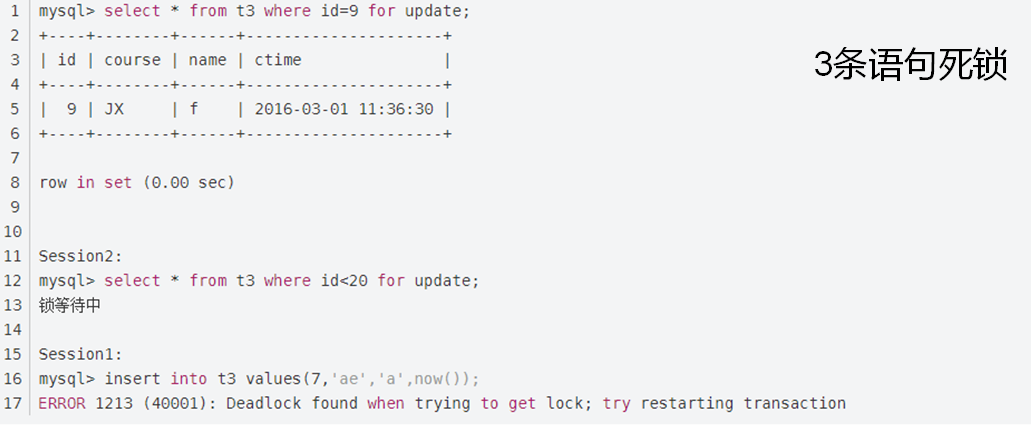 1 mysql> select * from t3 where id=9 for update;
2 +----+--------+------+---------------------+
3 | id | course | name | ctime               |
3条语句死锁
4 +----+--------+------+---------------------+
5 |  9 | JX     | f    | 2016-03-01 11:36:30 |
6 +----+--------+------+---------------------+
7
8 row in set (0.00 sec)
9
10
11 Session2:
12 mysql> select * from t3 where id<20 for update;
13 锁等待中
14
15 Session1:
16 mysql> insert into t3 values(7,'ae','a',now());
17 ERROR 1213 (40001): Deadlock found when trying to get lock; try restarting transaction